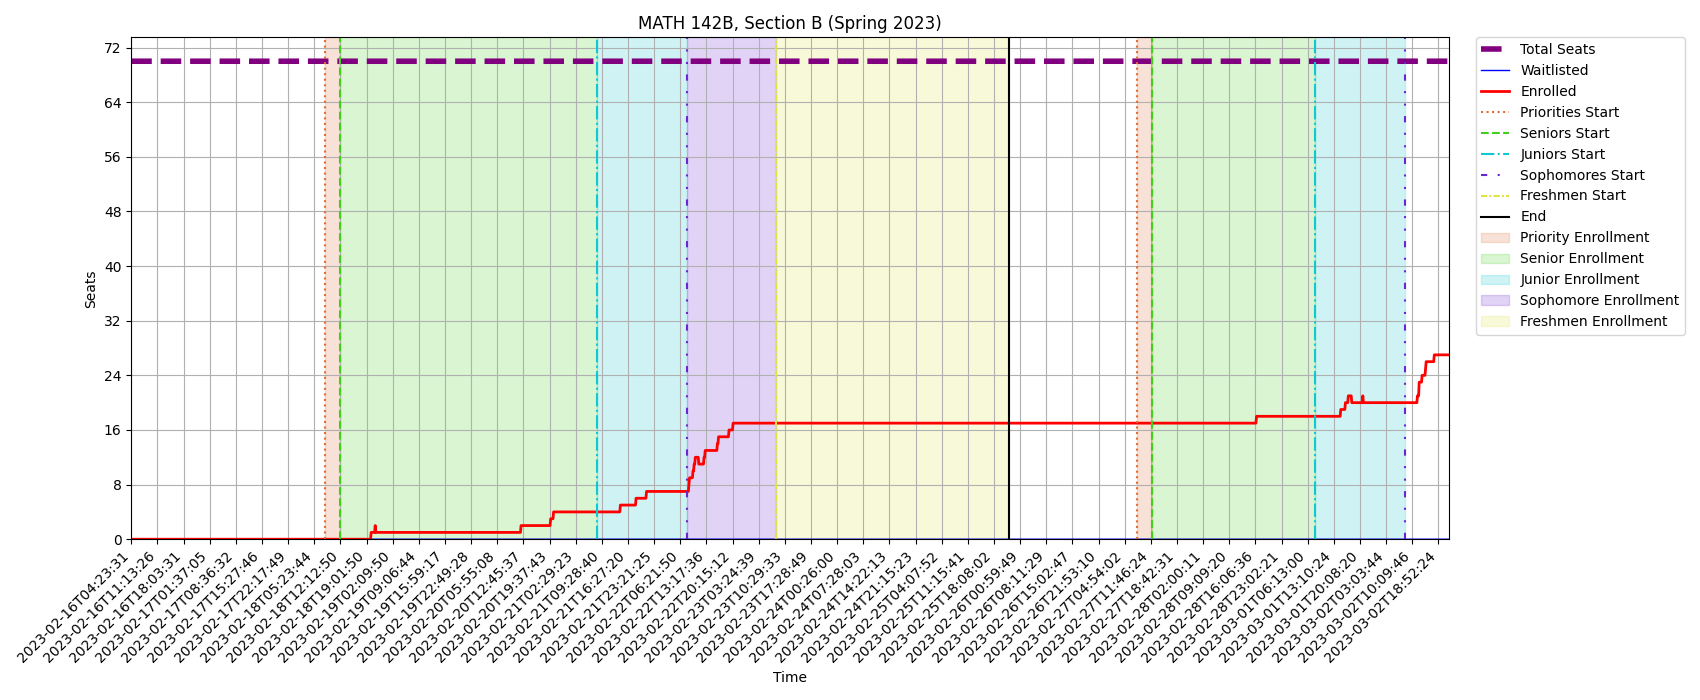 MATH 142B, Section B (Spring 2023)
72
64
56
48
40
32
24
16
8
0
Seats
2023-02-16T04:23:31
2023-02-16T11:13:26
2023-02-16T18:03:31
2023-02-17T01:37:05
2023-02-17T08:36:32
2023-02-17T15:27:46
2023-02-17T22:17:49
2023-02-18T05:23:44
2023-02-18T12:12:50
2023-02-18T19:01:50
2023-02-19T02:09:50
2023-02-19T09:06:44
2023-02-19T15:59:17
2023-02-19T22:49:28
2023-02-20T05:55:08
2023-02-20T12:45:37
2023-02-20T19:37:43
2023-02-21T02:29:23
2023-02-21T09:28:40
2023-02-21T16:27:20
2023-02-21T23:21:25
2023-02-22T06:21:50
2023-02-22T13:17:36
2023-02-22T20:15:12
2023-02-23T03:24:39
2023-02-23T10:29:33
2023-02-23T17:28:49
2023-02-24T00:26:00
2023-02-24T07:28:03
2023-02-24T14:22:13
2023-02-24T21:15:23
2023-02-25T04:07:52
2023-02-25T11:15:41
2023-02-25T18:08:02
2023-02-26T00:59:49
2023-02-26T08:11:29
2023-02-26T15:02:47
2023-02-26T21:53:10
2023-02-27T04:54:02
2023-02-27T11:46:24
2023-02-27T18:42:31
2023-02-28T02:00:11
2023-02-28T09:09:20
2023-02-28T16:06:36
2023-02-28T23:02:21
2023-03-01T06:13:00
2023-03-01T13:10:24
2023-03-01T20:08:20
2023-03-02T03:03:44
2023-03-02T10:09:46
2023-03-02T18:52:24
Time
Total Seats
Waitlisted
Enrolled
Priorities Start
Seniors Start
Juniors Start
Sophomores Start
Freshmen Start
End
Priority Enrollment
Senior Enrollment
Junior Enrollment
Sophomore Enrollment
Freshmen Enrollment